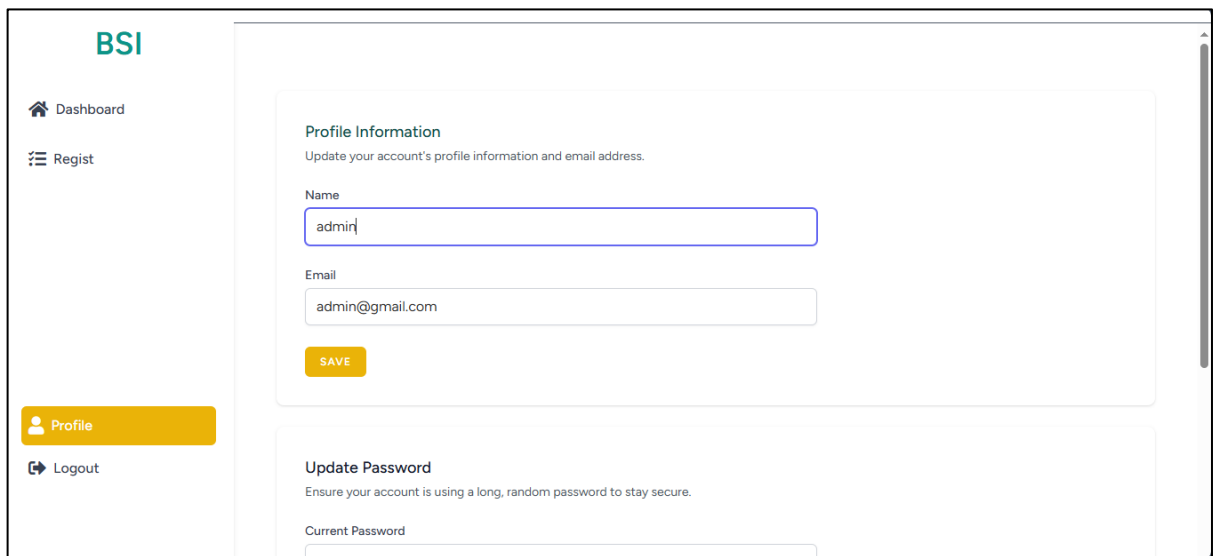 BSI
Dashboard
Regist
Profile
Logout
Profile Information
Update your account's profile information and email address.
Name
admin
Email
admin@gmail.com
SAVE
Update Password
Ensure your account is using a long, random password to stay secure.
Current Password